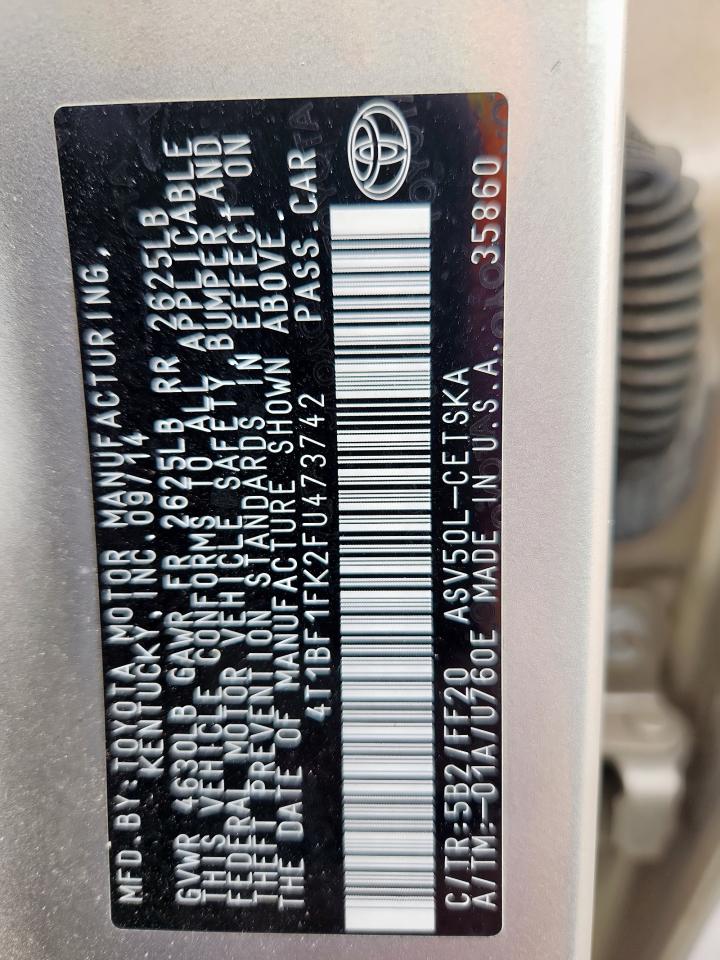 MFD.BY:TOYOTA MOTOR MANUFACTURING,
KENTUCKY, INC.09/14
GVWR 4630LB GAWR FR 2625LB RR 2625LB
THIS VEHICLE CONFORMS TO ALL APPLICABLE
FEDERAL MOTOR VEHICLE SAFETY, BUMPER AND
THEFT PREVENTION STANDARDS IN EFFECT ON
THE DATE OF MANUFACTURE SHOWN ABOVE.
4T1BF1FK2FU473742 PASS.CAR
C/TR:5B2/FF20 ASV50L-CETSKA
A/TM:-01A/U760E MADE IN U.S.A. 35860